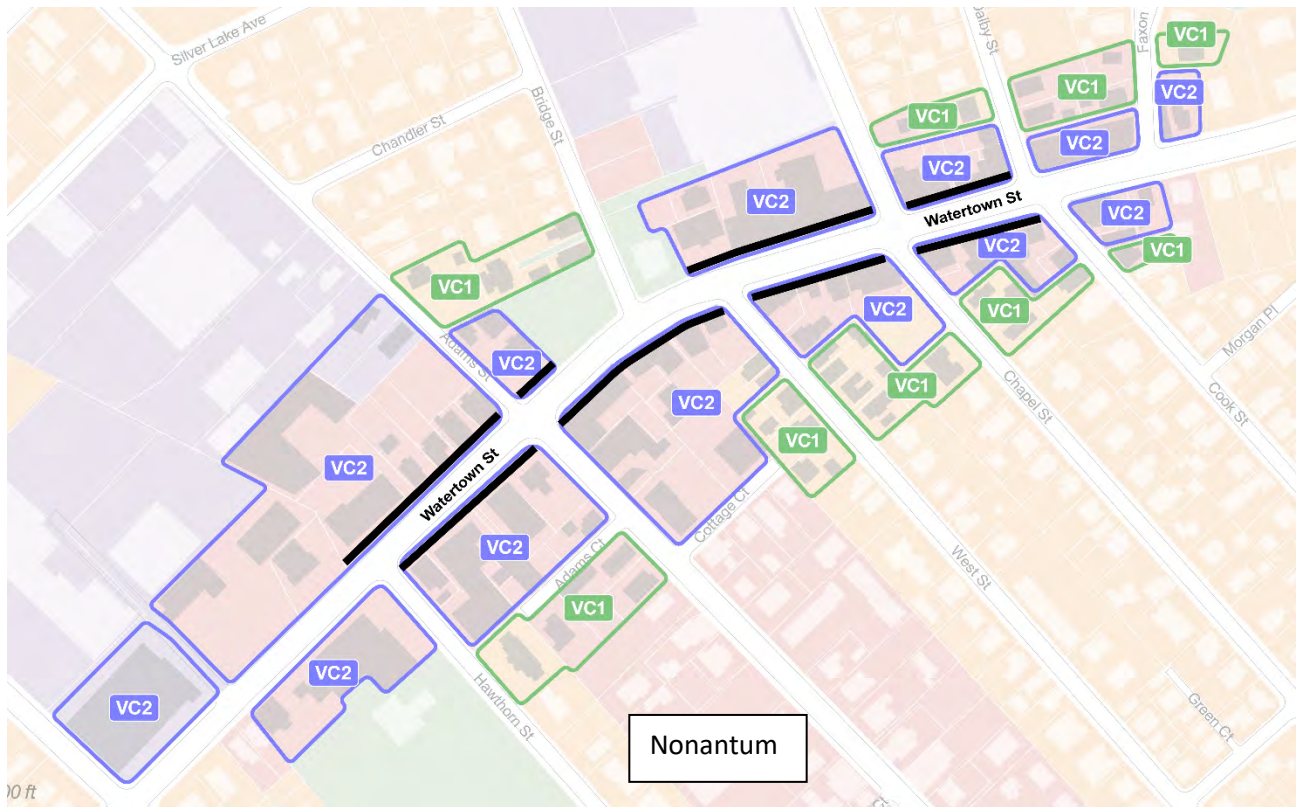 Silver Lake Ave
Dalby St
Faxon
VC1
VC1
VC2
VC1
Bridge St
Chandler St
VC2
VC2
VC2
Watertown St
VC2
VC2
VC1
VC1
VC1
VC2
Adams St
VC2
Morgan Pl
VC1
VC2
Chapel St
Cook St
VC1
VC2
Watertown St
Cottage Ct
VC2
Adams Ct
West St
VC1
VC2
VC2
Hawthorn St
Green Ct
Nonantum
00 ft